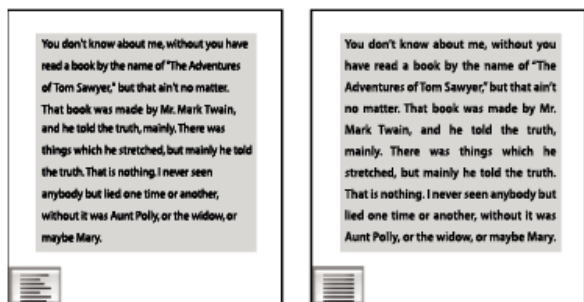 You don't know about me, without you have
read a book by the name of "The Adventures
of Tom Sawyer," but that ain't no matter.
That book was made by Mr. Mark Twain,
and he told the truth, mainly. There was
things which he stretched, but mainly he told
the truth. That is nothing. I never seen
anybody but lied one time or another,
without it was Aunt Polly, or the widow, or
maybe Mary.
You don't know about me, without you
have read a book by the name of "The
Adventures of Tom Sawyer," but that ain't
no matter. That book was made by Mr.
Mark Twain, and he told the truth,
mainly. There was things which he
stretched, but mainly he told the truth.
That is nothing. I never seen anybody but
lied one time or another, without it was
Aunt Polly, or the widow, or maybe Mary.